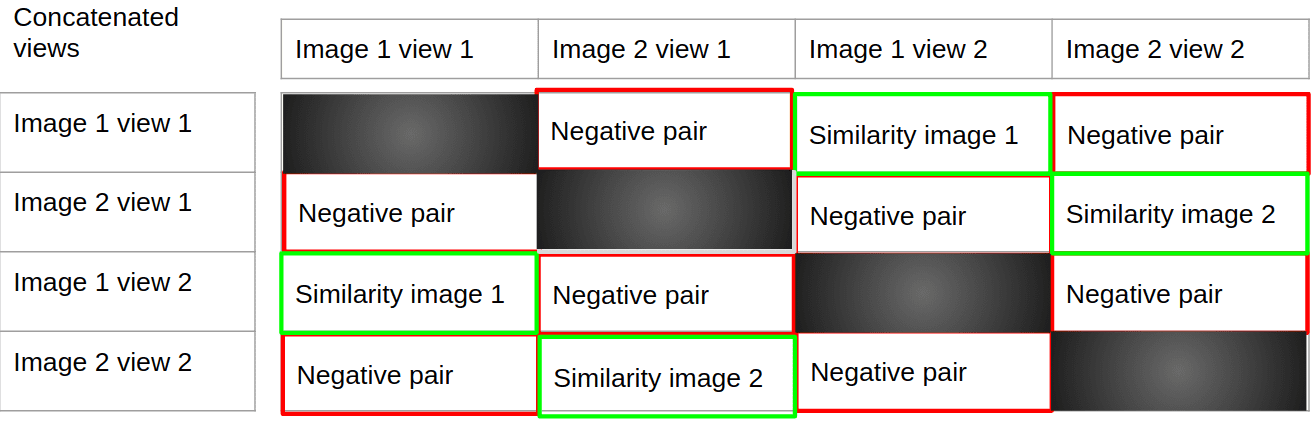 Concatenated
views
Image 1 view 1
Image 2 view 1
Image 1 view 2
Image 2 view 2
Image 1 view 1
Negative pair
Similarity image 1
Negative pair
Image 2 view 1
Negative pair
Negative pair
Similarity image 2
Image 1 view 2
Similarity image 1
Negative pair
Negative pair
Image 2 view 2
Negative pair
Similarity image 2
Negative pair